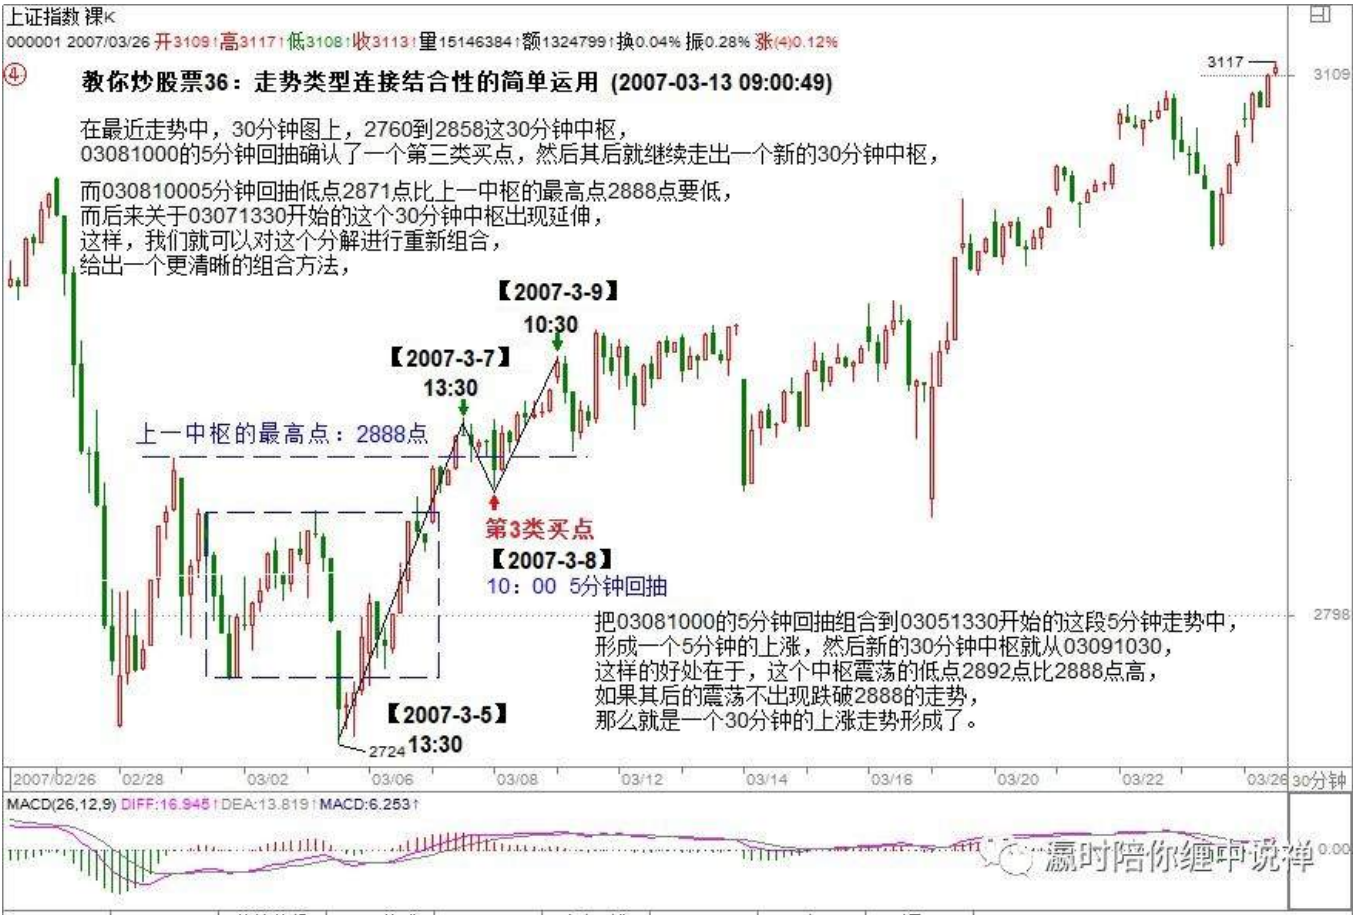 上证指数 裸K
000001 2007/03/26 开3109↑高3117↑低3108↑收3113↑量15146384↑额1324799↑换0.04% 振0.28% 涨(4)0.12%
④ 教你炒股票36：走势类型连接结合性的简单运用 (2007-03-13 09:00:49)
3117
3109
在最近走势中，30分钟图上，2760到2858这30分钟中枢，
03081000的5分钟回抽确认了一个第三类买点，然后其后就继续走出一个新的30分钟中枢，
而030810005分钟回抽低点2871点比上一中枢的最高点2888点要低，
而后来关于03071330开始的这个30分钟中枢出现延伸，
这样，我们就可以对这个分解进行重新组合，
给出一个更清晰的组合方法，
【2007-3-9】
10:30
【2007-3-7】
13:30
上一中枢的最高点：2888点
第3类买点
【2007-3-8】
10：00 5分钟回抽
2798
把03081000的5分钟回抽组合到03051330开始的这段5分钟走势中，
形成一个5分钟的上涨，然后新的30分钟中枢就从03091030，
这样的好处在于，这个中枢震荡的低点2892点比2888点高，
如果其后的震荡不出现跌破2888的走势，
那么就是一个30分钟的上涨走势形成了。
【2007-3-5】
13:30
2724
2007/02/26 02/28 03/02 03/06 03/08 03/12 03/14 03/16 03/20 03/22 03/26 30分钟
MACD(26,12,9) DIFF:16.945↑DEA:13.819↑MACD:6.253↑
0.00
瀛时陪你缠中说禅